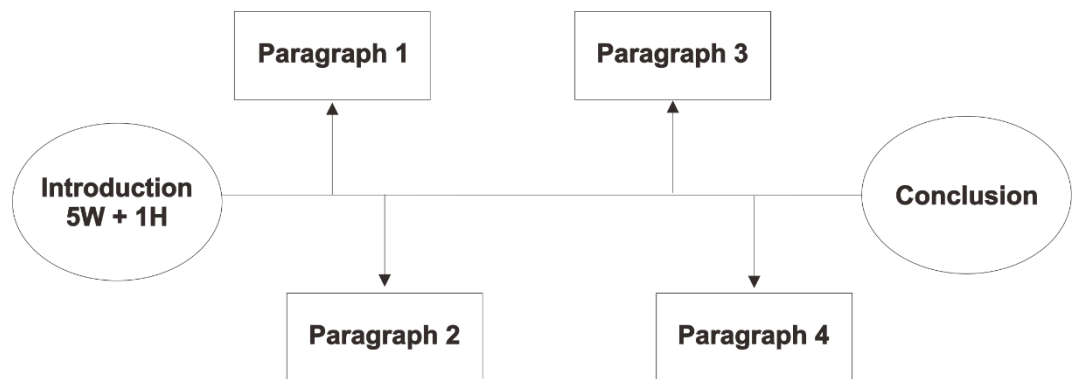 Paragraph 1
Paragraph 3
Introduction
5W + 1H
Conclusion
Paragraph 2
Paragraph 4